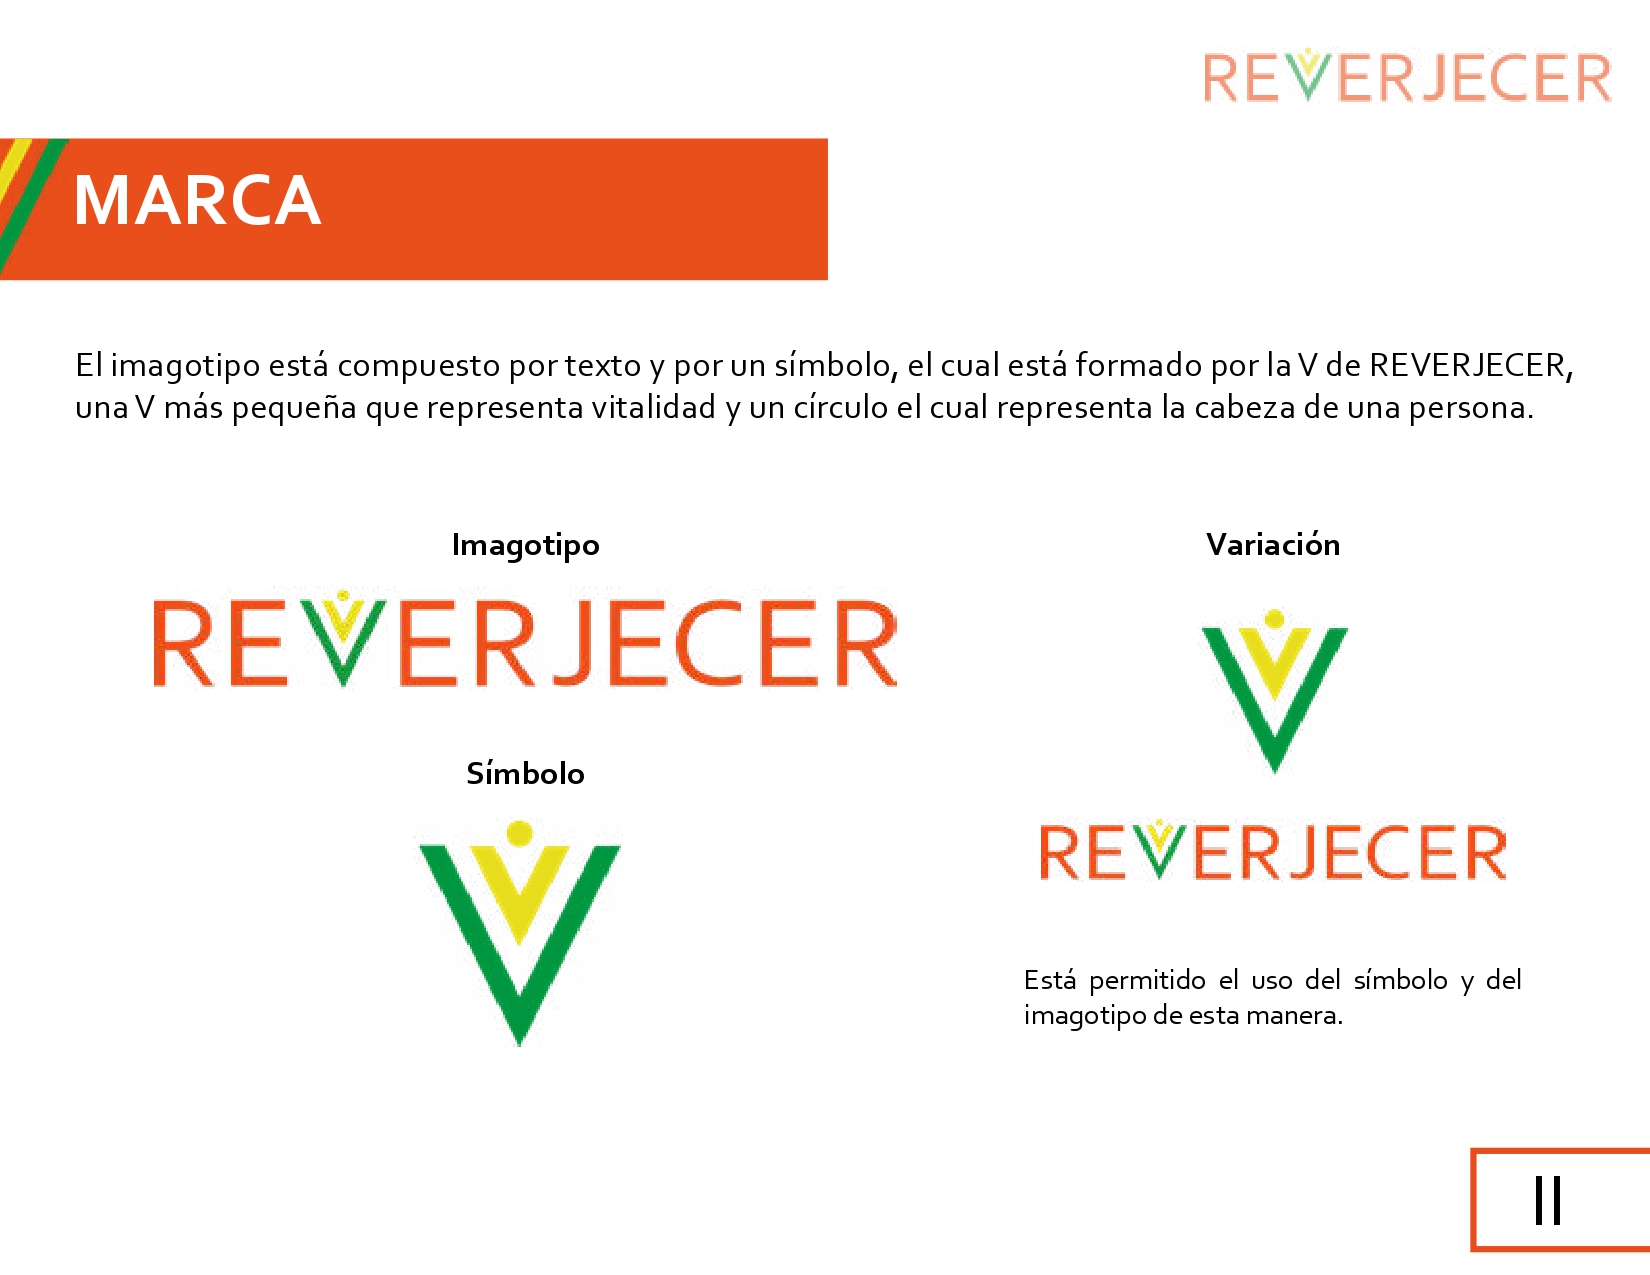 REVERJECER
MARCA
El imagotipo está compuesto por texto y por un símbolo, el cual está formado por la V de REVERJECER,
una V más pequeña que representa vitalidad y un círculo el cual representa la cabeza de una persona.
Imagotipo
REVERJECER
Símbolo
Variación
REVERJECER
Está permitido el uso del símbolo y del
imagotipo de esta manera.
II